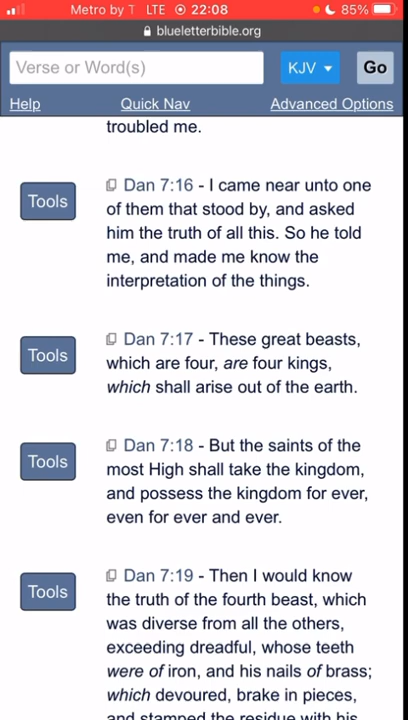 Metro by T LTE 22:08 85%
blueletterbible.org
Verse or Word(s) KJV Go
Help Quick Nav Advanced Options
troubled me.
Tools
Dan 7:16 - I came near unto one
of them that stood by, and asked
him the truth of all this. So he told
me, and made me know the
interpretation of the things.
Tools
Dan 7:17 - These great beasts,
which are four, are four kings,
which shall arise out of the earth.
Tools
Dan 7:18 - But the saints of the
most High shall take the kingdom,
and possess the kingdom for ever,
even for ever and ever.
Tools
Dan 7:19 - Then I would know
the truth of the fourth beast, which
was diverse from all the others,
exceeding dreadful, whose teeth
were of iron, and his nails of brass;
which devoured, brake in pieces,
and stamped the residue with his